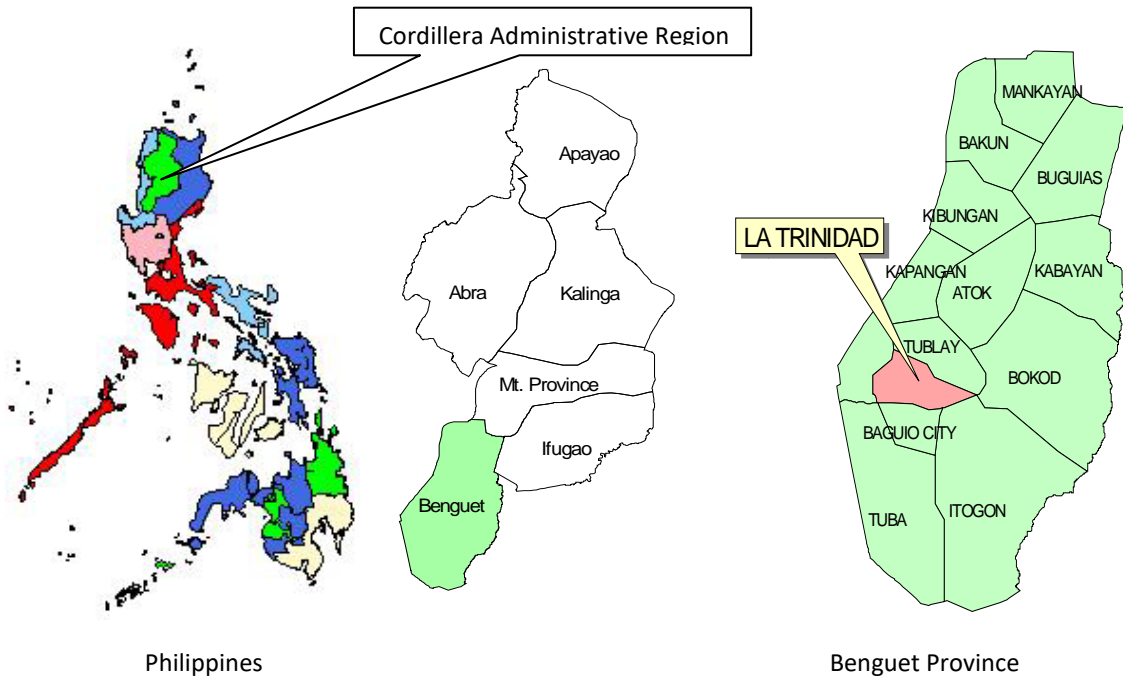 Cordillera Administrative Region
Apayao
Abra
Kalinga
Mt. Province
Ifugao
Benguet
MANKAYAN
BAKUN
BUGUIAS
KIBUNGAN
LA TRINIDAD
KAPANGAN
KABAYAN
ATOK
TUBLAY
BOKOD
BAGUIO CITY
TUBA
ITOGON
Philippines
Benguet Province